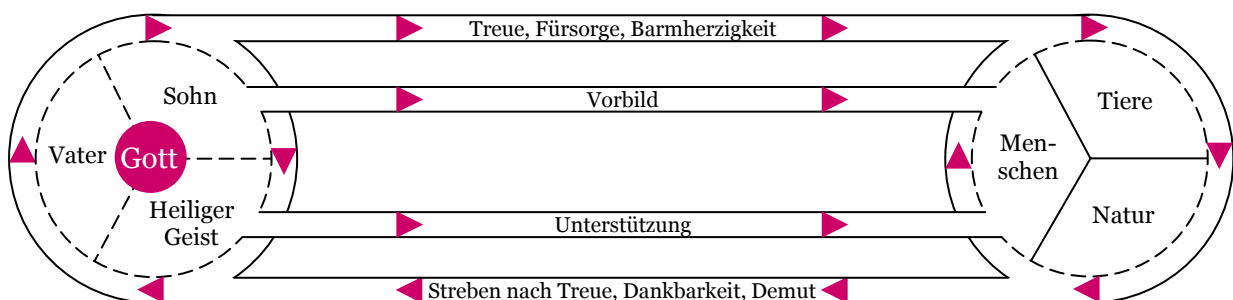 Treue, Fürsorge, Barmherzigkeit
Sohn
Vorbild
Tiere
Vater
Gott
Men-
schen
Heiliger
Geist
Unterstützung
Natur
Streben nach Treue, Dankbarkeit, Demut